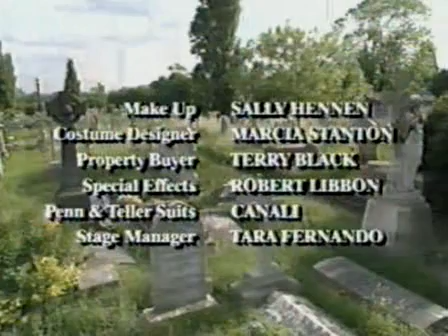 Make Up SALLY HENNEN
Costume Designer MARCIA STANTON
Property Buyer TERRY BLACK
Special Effects ROBERT LIBBON
Penn & Teller Suits CANALI
Stage Manager TARA FERNANDO